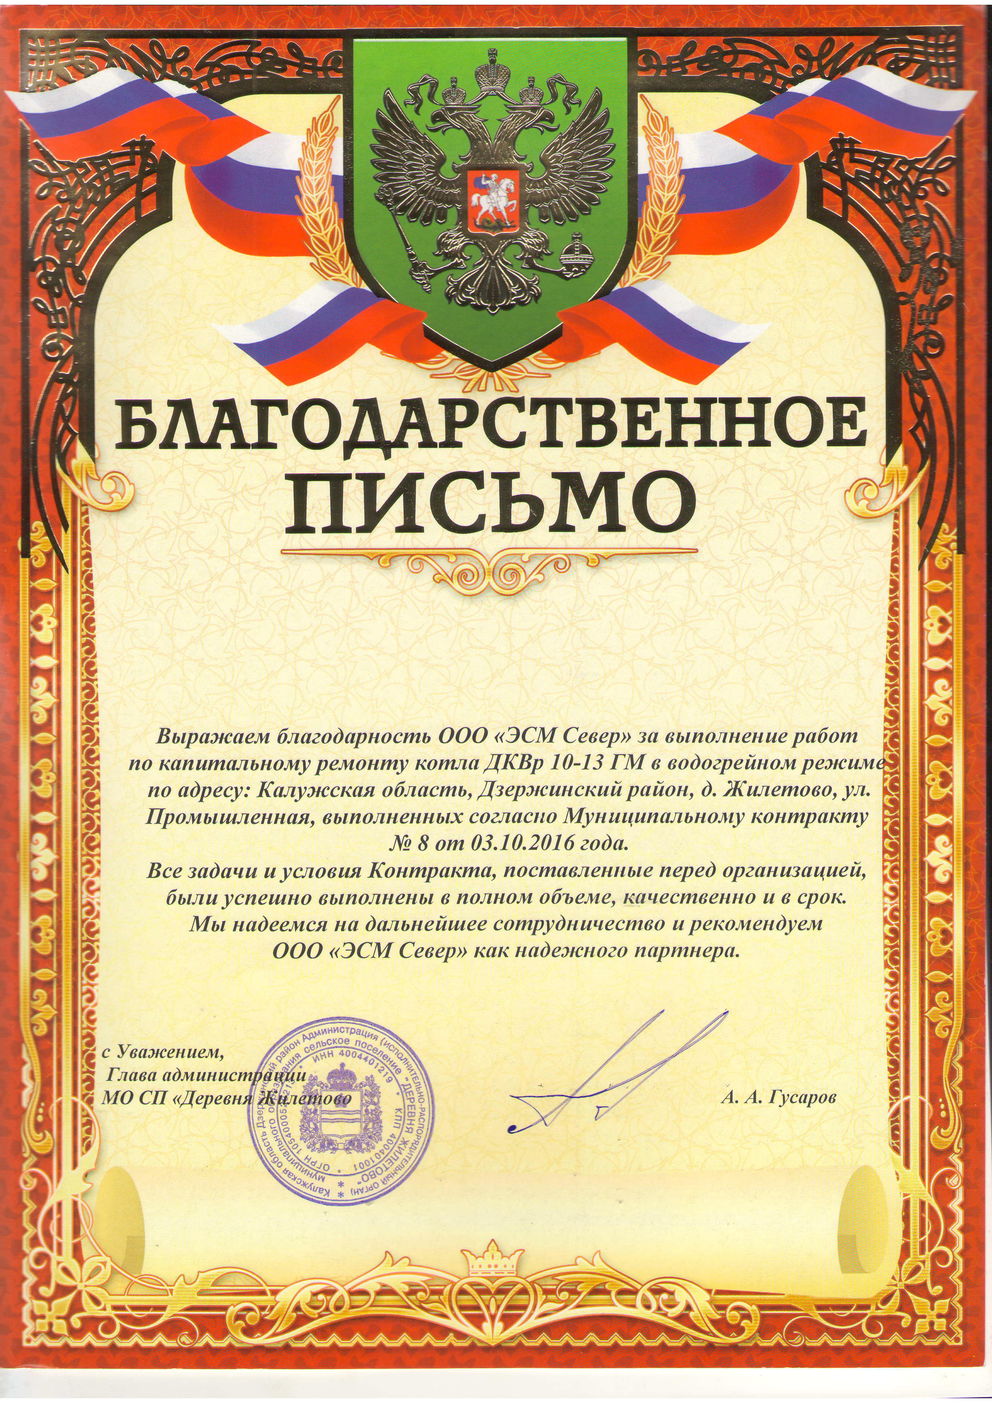 БЛАГОДАРСТВЕННОЕ
ПИСЬМО
Выражаем благодарность ООО «ЭСМ Север» за выполнение работ
по капитальному ремонту котла ДКВр 10-13 ГМ в водогрейном режиме
по адресу: Калужская область, Дзержинский район, д. Жилетово, ул.
Промышленная, выполненных согласно Муниципальному контракту
№ 8 от 03.10.2016 года.
Все задачи и условия Контракта, поставленные перед организацией,
были успешно выполнены в полном объеме, качественно и в срок.
Мы надеемся на дальнейшее сотрудничество и рекомендуем
ООО «ЭСМ Север» как надежного партнера.
с Уважением,
Глава администрации
МО СП «Деревня Жилетово
А. А. Гусаров
Калужская область Дзержинский район Администрация (исполнительно-распорядительный орган)
муниципального образования сельское поселение "ДЕРЕВНЯ ЖИЛЕТОВО"
ИНН 4004401219 * КПП 400401001 * ОГРН